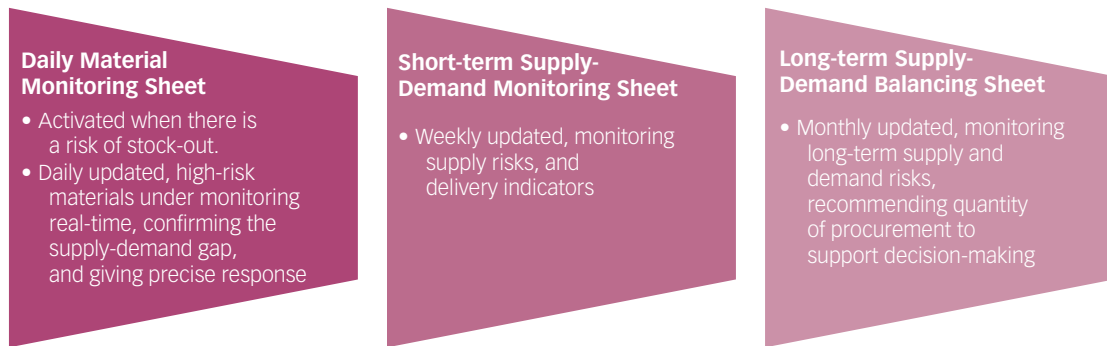 Daily Material
Monitoring Sheet
• Activated when there is
a risk of stock-out.
• Daily updated, high-risk
materials under monitoring
real-time, confirming the
supply-demand gap,
and giving precise response
Short-term Supply-
Demand Monitoring Sheet
• Weekly updated, monitoring
supply risks, and
delivery indicators
Long-term Supply-
Demand Balancing Sheet
• Monthly updated, monitoring
long-term supply and
demand risks,
recommending quantity
of procurement to
support decision-making